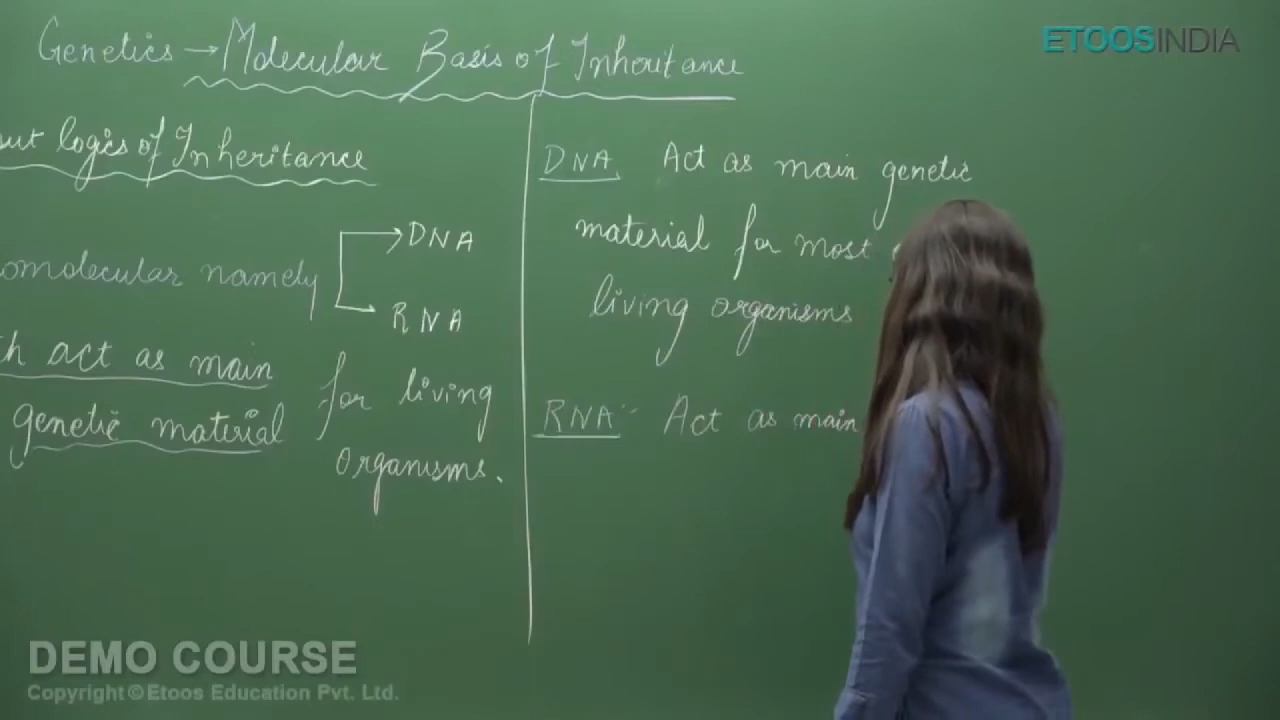 Genetics → Molecular Basis of Inheritance
ETOOSINDIA
logics of Inheritance
omolecular namely
DNA
RNA
th act as main
genetic material
for living
organisms.
DNA Act as main genetic
material for most
living organisms
RNA:- Act as main
DEMO COURSE
Copyright © Etoos Education Pvt. Ltd.